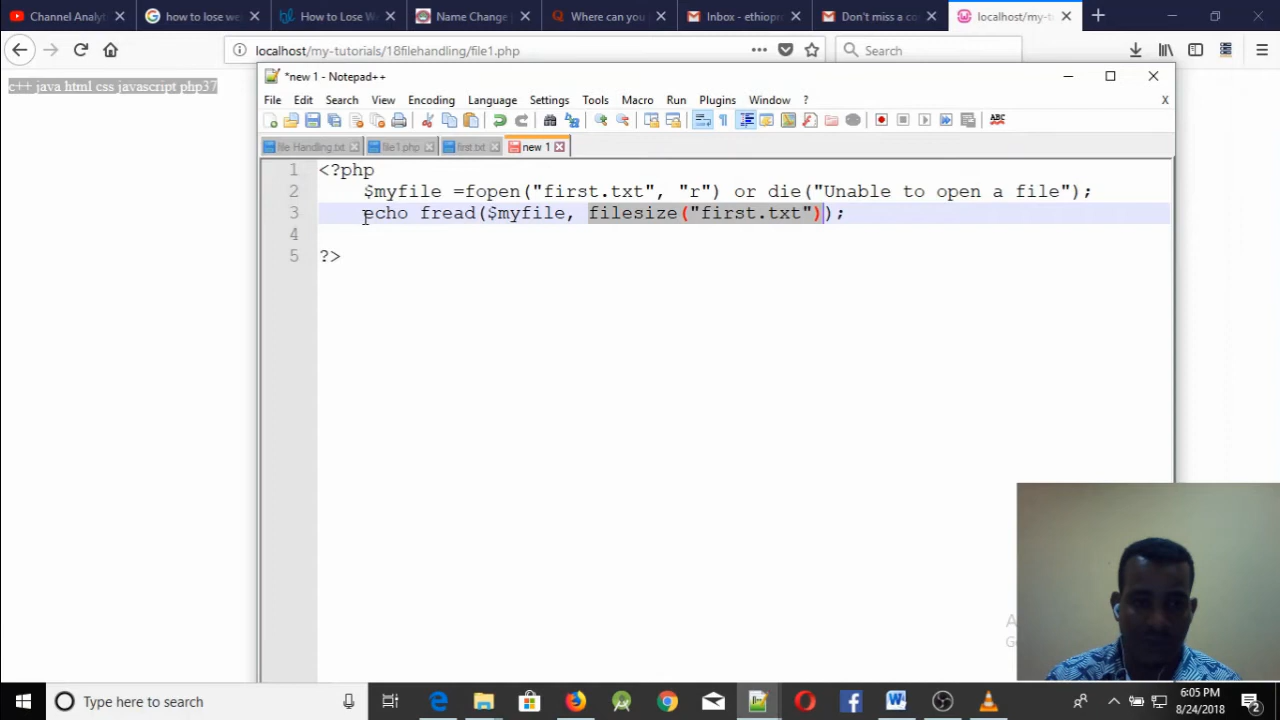 Channel Analyt
how to lose we
How to Lose W
Name Change
Where can you
Inbox - ethiopro
Don't miss a co
localhost/my-t
localhost/my-tutorials/18filehandling/file1.php
Search
c++ java html css javascript php37
*new 1 - Notepad++
File Edit Search View Encoding Language Settings Tools Macro Run Plugins Window ? X
file Handling.txt
file1.php
first.txt
new 1
1 <?php
2 $myfile =fopen("first.txt", "r") or die("Unable to open a file");
3 echo fread($myfile, filesize("first.txt"));
4
5 ?>
Type here to search
6:05 PM
8/24/2018
2